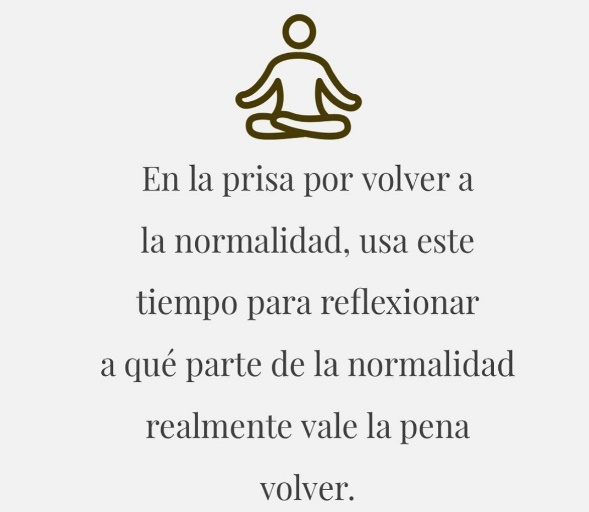 En la prisa por volver a
la normalidad, usa este
tiempo para reflexionar
a qué parte de la normalidad
realmente vale la pena
volver.